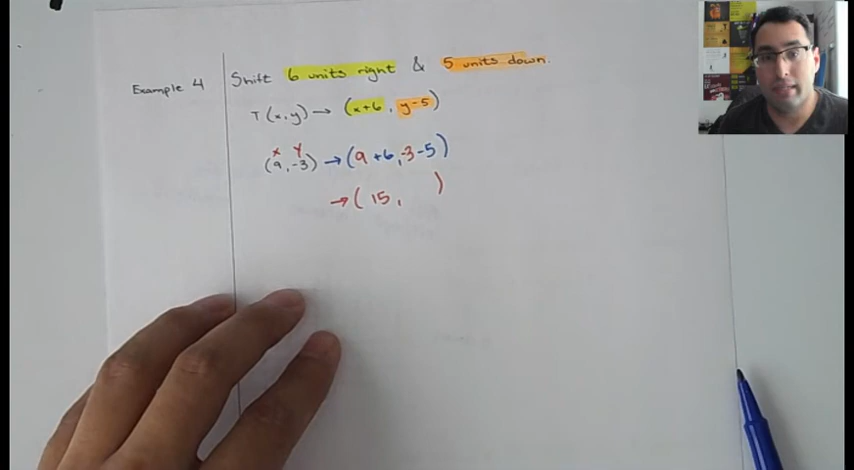 Example 4
Shift 6 units right & 5 units down.
T(x,y) → (x+6, y-5)
x y
(9,-3) → (9+6,-3-5)
→ (15, )